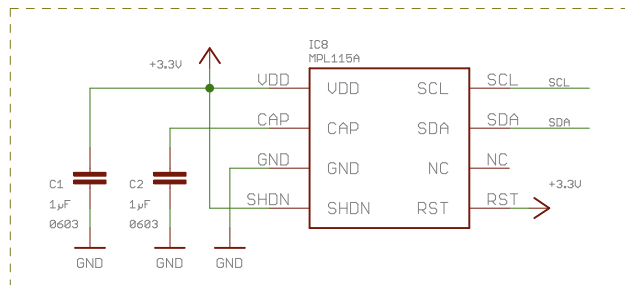 IC8
MPL115A
+3.3V
VDD VDD SCL SCL SCL
CAP CAP SDA SDA SDA
GND GND NC NC
+3.3V
SHDN SHDN RST RST
C1 C2
1µF 1µF
0603 0603
GND GND GND